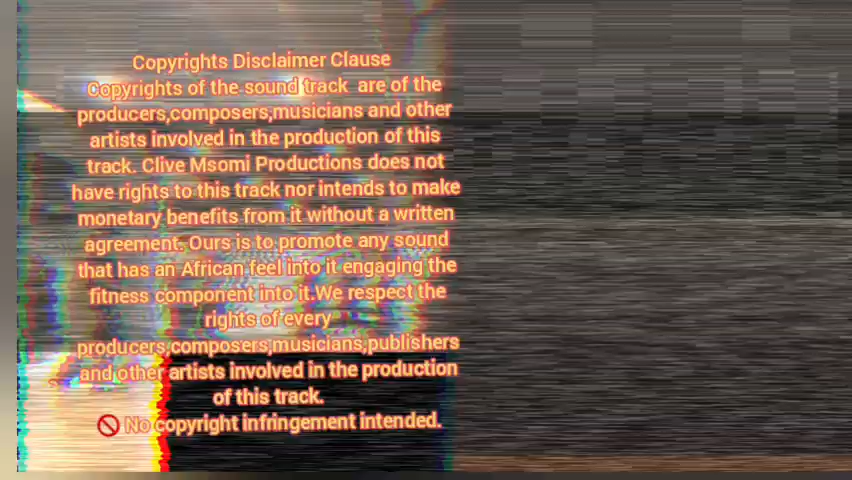 Copyrights Disclaimer Clause
Copyrights of the sound track are of the
producers,composers,musicians and other
artists involved in the production of this
track. Clive Msomi Productions does not
have rights to this track nor intends to make
monetary benefits from it without a written
agreement. Ours is to promote any sound
that has an African feel into it engaging the
fitness component into it.We respect the
rights of every
producers,composers,musicians,publishers
and other artists involved in the production
of this track.
🚫 No copyright infringement intended.